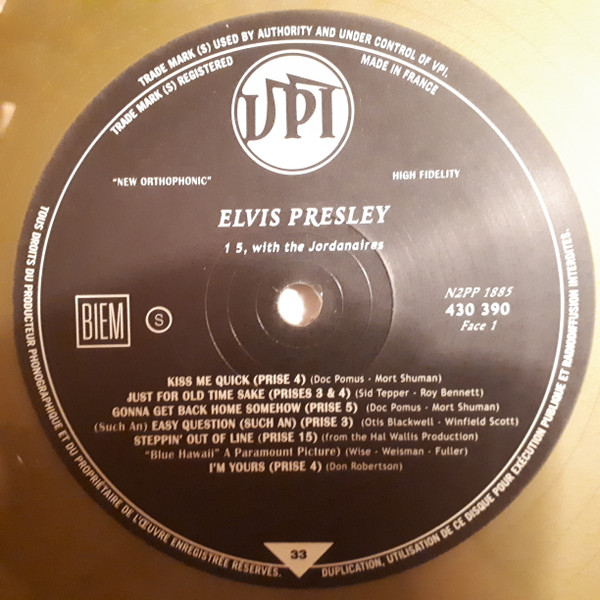 TRADE MARK (S) USED BY AUTHORITY AND UNDER CONTROL OF VPI.
TRADE MARK (S) REGISTERED
MADE IN FRANCE
VPI
"NEW ORTHOPHONIC"
HIGH FIDELITY
ELVIS PRESLEY
1 5, with the Jordanaires
BIEM
S
N2PP 1885
430 390
Face 1
KISS ME QUICK (PRISE 4) (Doc Pomus - Mort Shuman)
JUST FOR OLD TIME SAKE (PRISES 3 & 4) (Sid Tepper - Roy Bennett)
GONNA GET BACK HOME SOMEHOW (PRISE 5) (Doc Pomus - Mort Shuman)
(Such An) EASY QUESTION (SUCH AN) (PRISE 3) (Otis Blackwell - Winfield Scott)
STEPPIN' OUT OF LINE (PRISE 15) (from the Hal Wallis Production)
"Blue Hawaii" A Paramount Picture) (Wise - Weisman - Fuller)
I'M YOURS (PRISE 4) (Don Robertson)
33
TOUS DROITS DU PRODUCTEUR PHONOGRAPHIQUE ET DU PROPRIETAIRE DE L'ŒUVRE ENREGISTREE RESERVES.
DUPLICATION, UTILISATION DE CE DISQUE POUR EXÉCUTION PUBLIQUE ET RADIODIFFUSION INTERDITES.